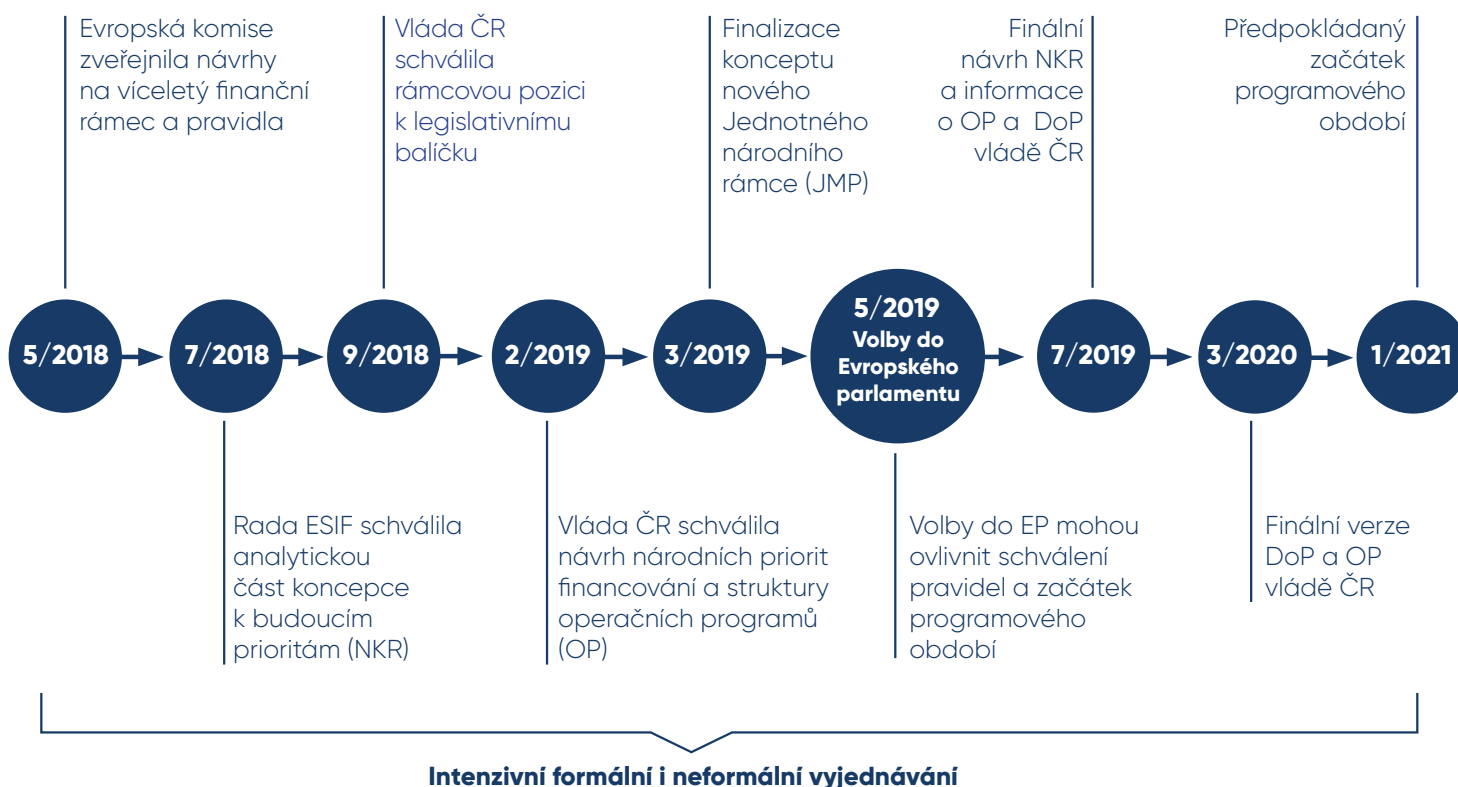 Evropská komise
zveřejnila návrhy
na víceletý finanční
rámec a pravidla
Vláda ČR
schválila
rámcovou pozici
k legislativnímu
balíčku
Finalizace
konceptu
nového
Jednotného
národního
rámce (JMP)
Finální
návrh NKR
a informace
o OP a DoP
vládě ČR
Předpokládaný
začátek
programového
období
5/2018
7/2018
9/2018
2/2019
3/2019
5/2019
Volby do
Evropského
parlamentu
7/2019
3/2020
1/2021
Rada ESIF schválila
analytickou
část koncepce
k budoucím
prioritám (NKR)
Vláda ČR schválila
návrh národních priorit
financování a struktury
operačních programů
(OP)
Volby do EP mohou
ovlivnit schválení
pravidel a začátek
programového
období
Finální verze
DoP a OP
vládě ČR
Intenzivní formální i neformální vyjednávání